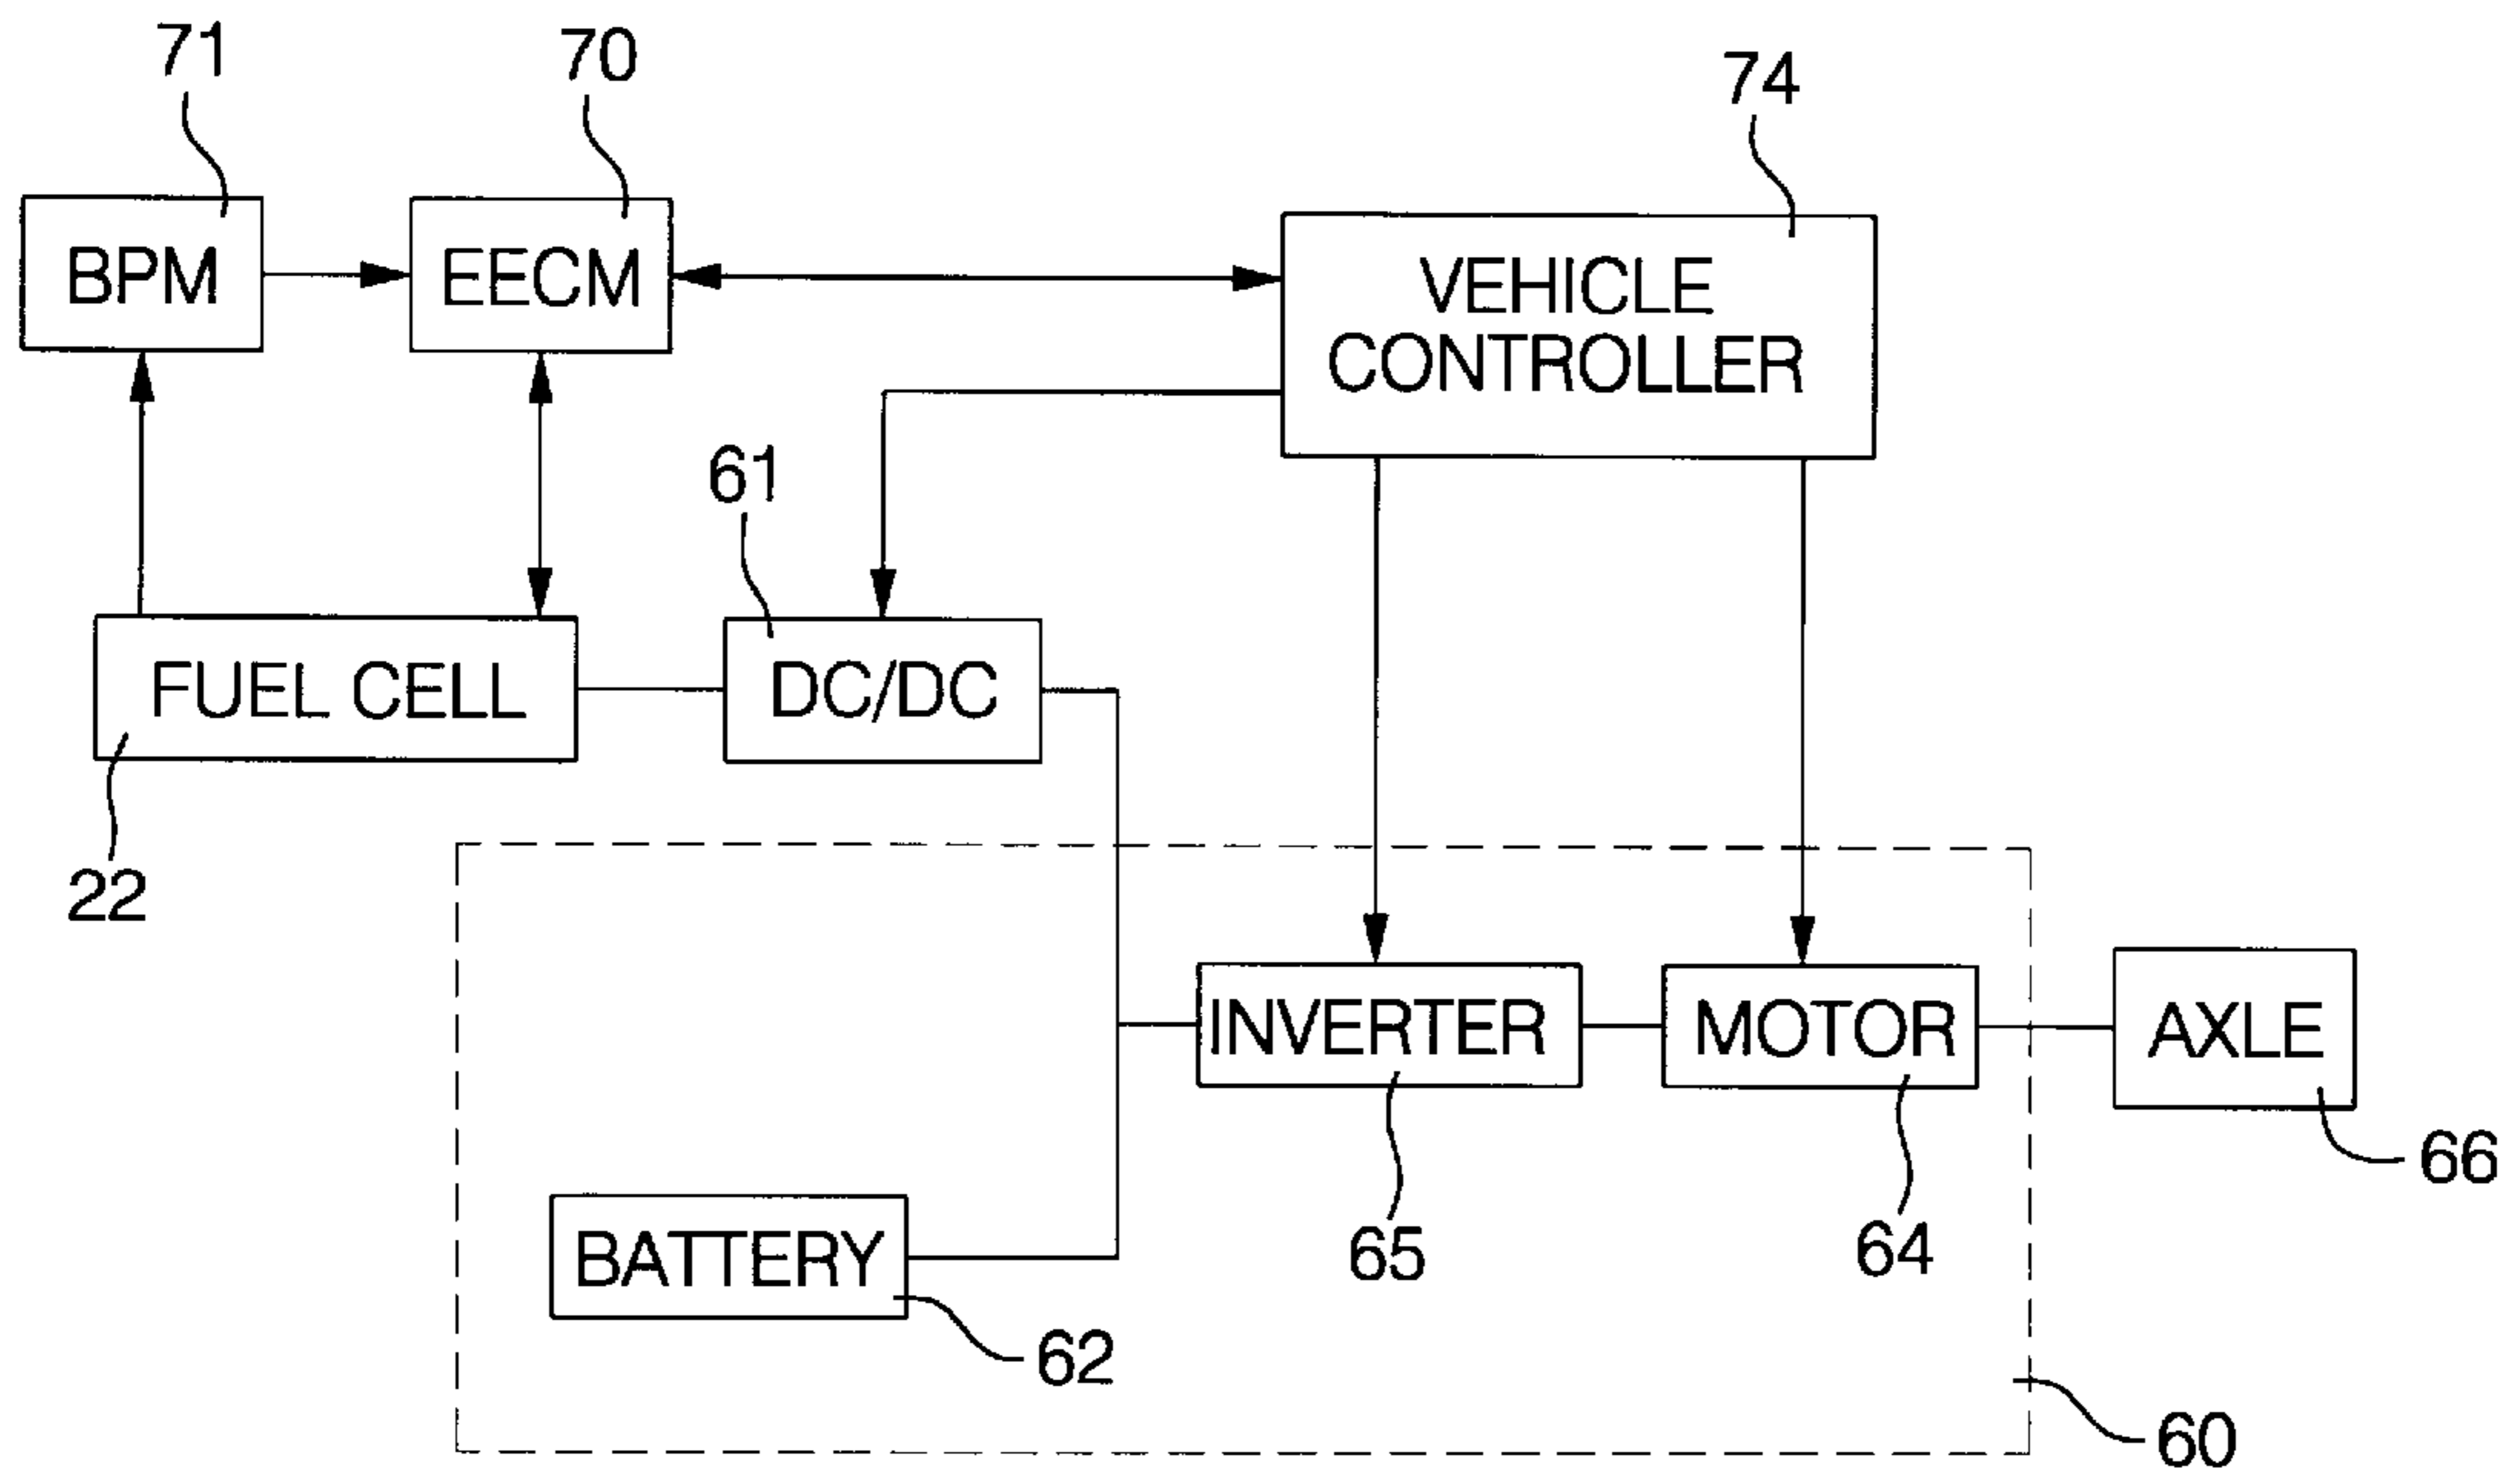 71
70
74
BPM
EECM
VEHICLE
CONTROLLER
61
FUEL CELL
DC/DC
22
INVERTER
MOTOR
AXLE
66
65
64
BATTERY
62
60